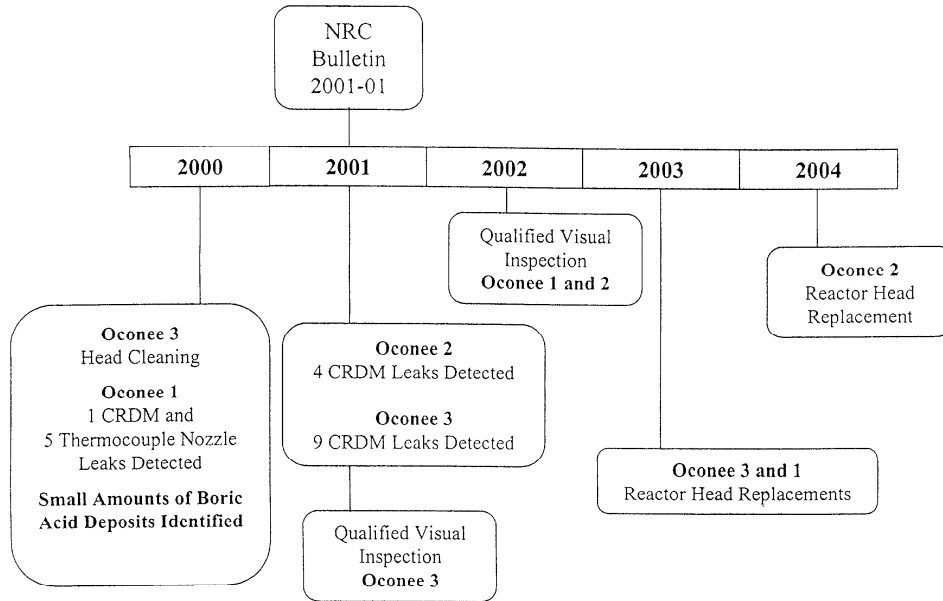 NRC
Bulletin
2001-01
2000
2001
2002
2003
2004
Oconee 3
Head Cleaning
Oconee 1
1 CRDM and
5 Thermocouple Nozzle
Leaks Detected
Small Amounts of Boric
Acid Deposits Identified
Oconee 2
4 CRDM Leaks Detected
Oconee 3
9 CRDM Leaks Detected
Qualified Visual
Inspection
Oconee 3
Qualified Visual
Inspection
Oconee 1 and 2
Oconee 3 and 1
Reactor Head Replacements
Oconee 2
Reactor Head
Replacement